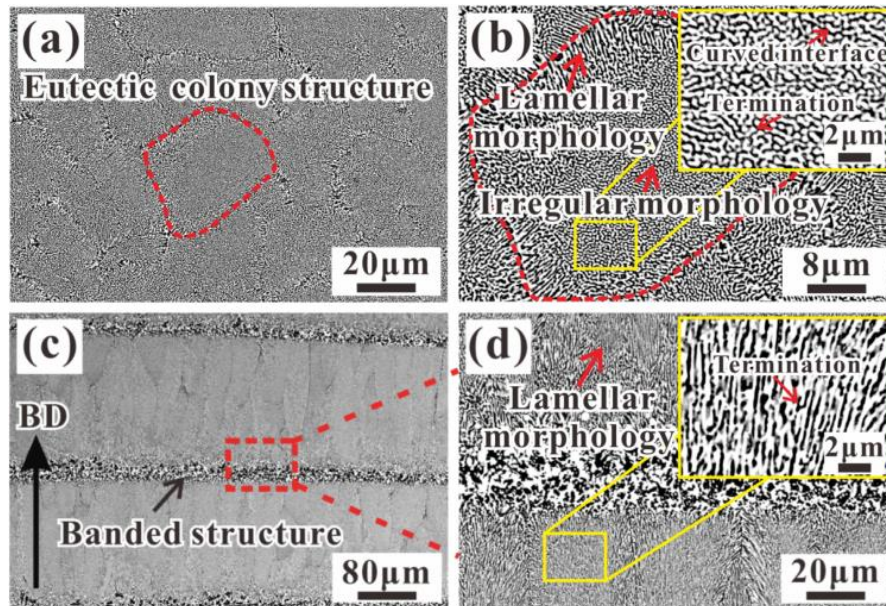 (a)
Eutectic colony structure
20μm
(b)
Curved interface
Termination
2μm
Lamellar
morphology
Irregular morphology
8μm
(c)
BD
Banded structure
80μm
(d)
Termination
2μm
Lamellar
morphology
20μm